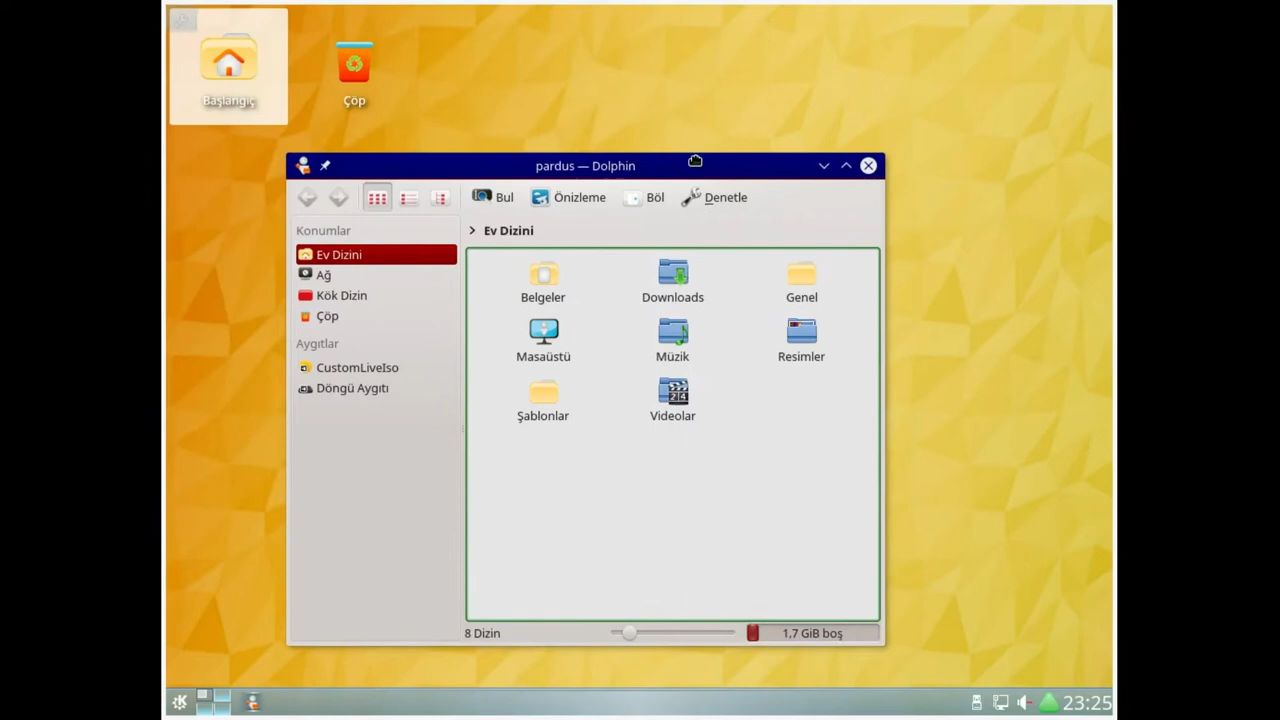 Başlangıç
Çöp
pardus — Dolphin
Bul
Önizleme
Böl
Denetle
Konumlar
Ev Dizini
Ağ
Kök Dizin
Çöp
Aygıtlar
CustomLiveIso
Döngü Aygıtı
Ev Dizini
Belgeler
Downloads
Genel
Masaüstü
Müzik
Resimler
Şablonlar
Videolar
8 Dizin
1,7 GiB boş
23:25